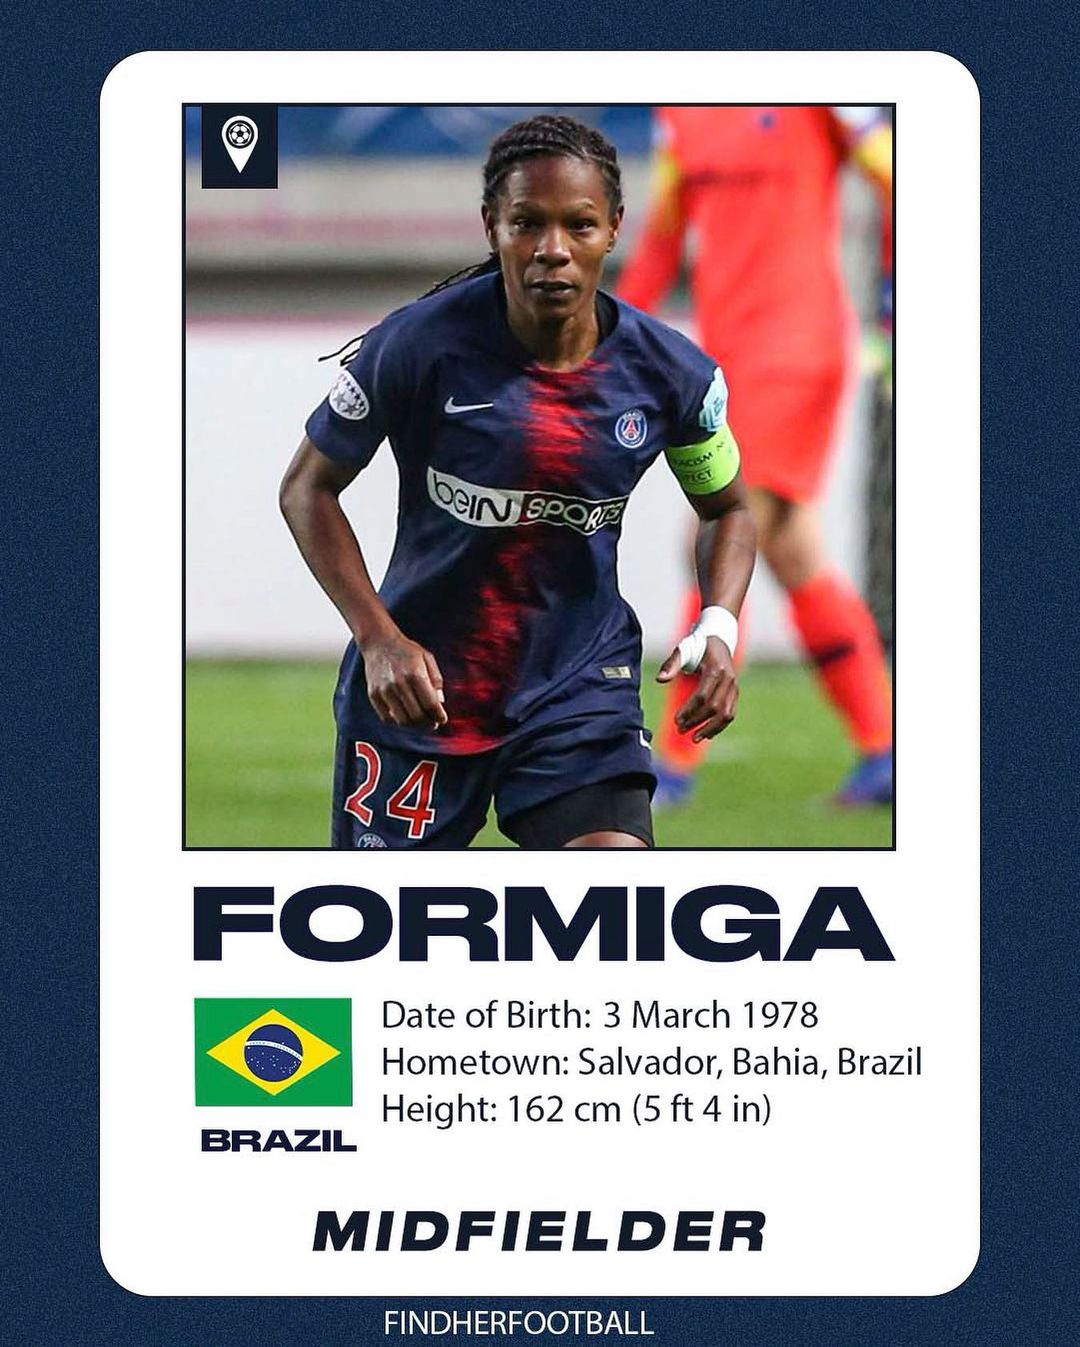 beIN SPORTS
24
FORMIGA
Date of Birth: 3 March 1978
Hometown: Salvador, Bahia, Brazil
Height: 162 cm (5 ft 4 in)
BRAZIL
MIDFIELDER
FINDHERFOOTBALL